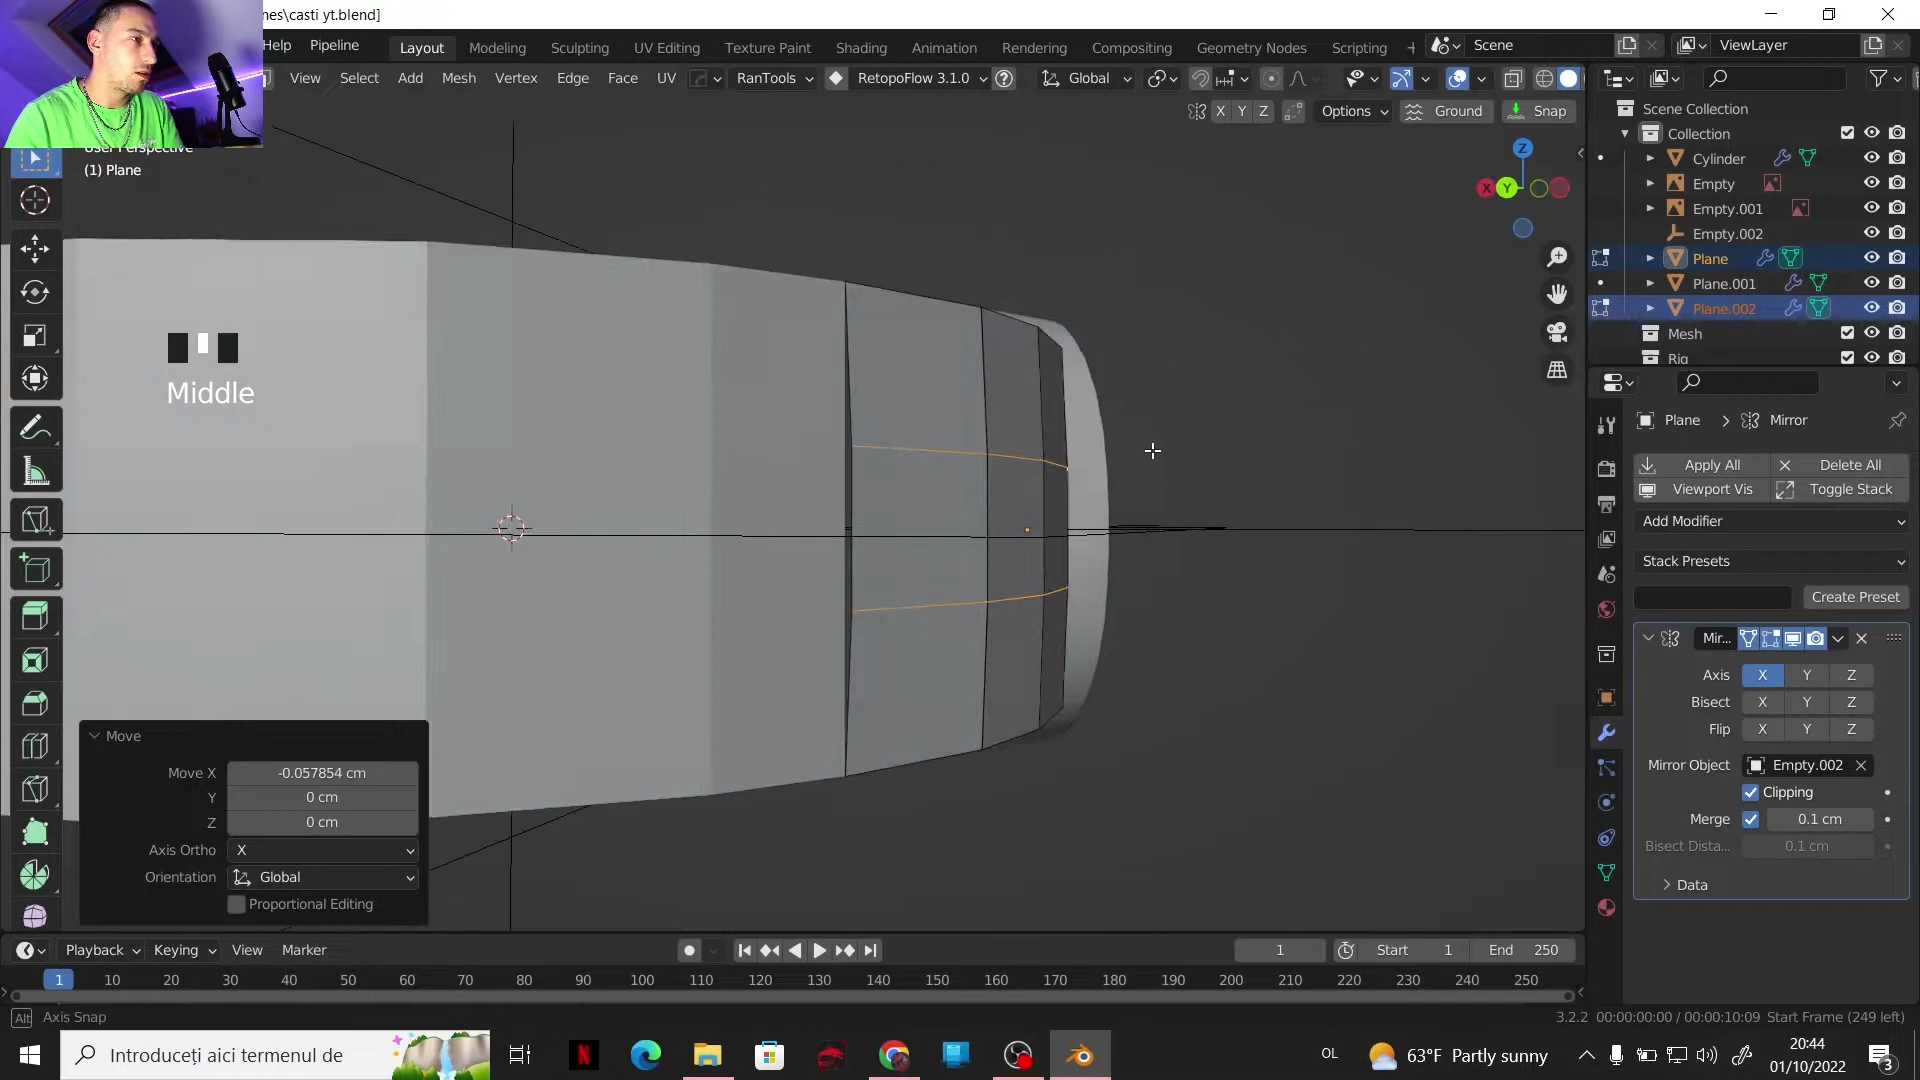 nes\casti yt.blend]
Help Pipeline Layout Modeling Sculpting UV Editing Texture Paint Shading Animation Rendering Compositing Geometry Nodes Scripting + Scene ViewLayer
View Select Add Mesh Vertex Edge Face UV RanTools RetopoFlow 3.1.0 Global
X Y Z Options Ground Snap
(1) Plane
Z
X Y
Middle
Scene Collection
Collection
Cylinder
Empty
Empty.001
Empty.002
Plane
Plane.001
Plane.002
Mesh
Rig
Plane > Mirror
Apply All Delete All
Viewport Vis Toggle Stack
Add Modifier
Stack Presets
Create Preset
Mir...
Axis X Y Z
Bisect X Y Z
Flip X Y Z
Mirror Object Empty.002
Clipping
Merge 0.1 cm
Bisect Dista... 0.1 cm
Data
Move
Move X -0.057854 cm
Y 0 cm
Z 0 cm
Axis Ortho X
Orientation Global
Proportional Editing
Playback Keying View Marker 1 Start 1 End 250
1 10 20 30 40 50 60 70 80 90 100 110 120 130 140 150 160 170 180 190 200 210 220 230 240 250
Alt Axis Snap 3.2.2 00:00:00:00 / 00:00:10:09 Start Frame (249 left)
Introduceți aici termenul de OL 63°F Partly sunny 20:44
01/10/2022 3